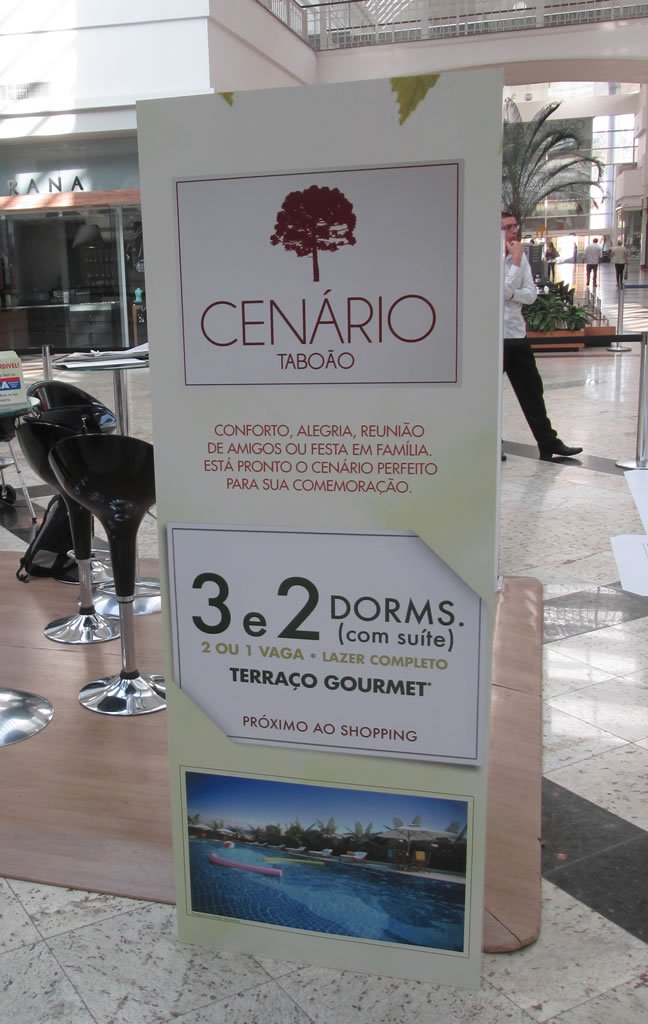 RANA
CENÁRIO
TABOÃO
CONFORTO, ALEGRIA, REUNIÃO
DE AMIGOS OU FESTA EM FAMÍLIA.
ESTÁ PRONTO O CENÁRIO PERFEITO
PARA SUA COMEMORAÇÃO.
3 e 2 DORMS.
(com suíte)
2 OU 1 VAGA • LAZER COMPLETO
TERRAÇO GOURMET*
PRÓXIMO AO SHOPPING